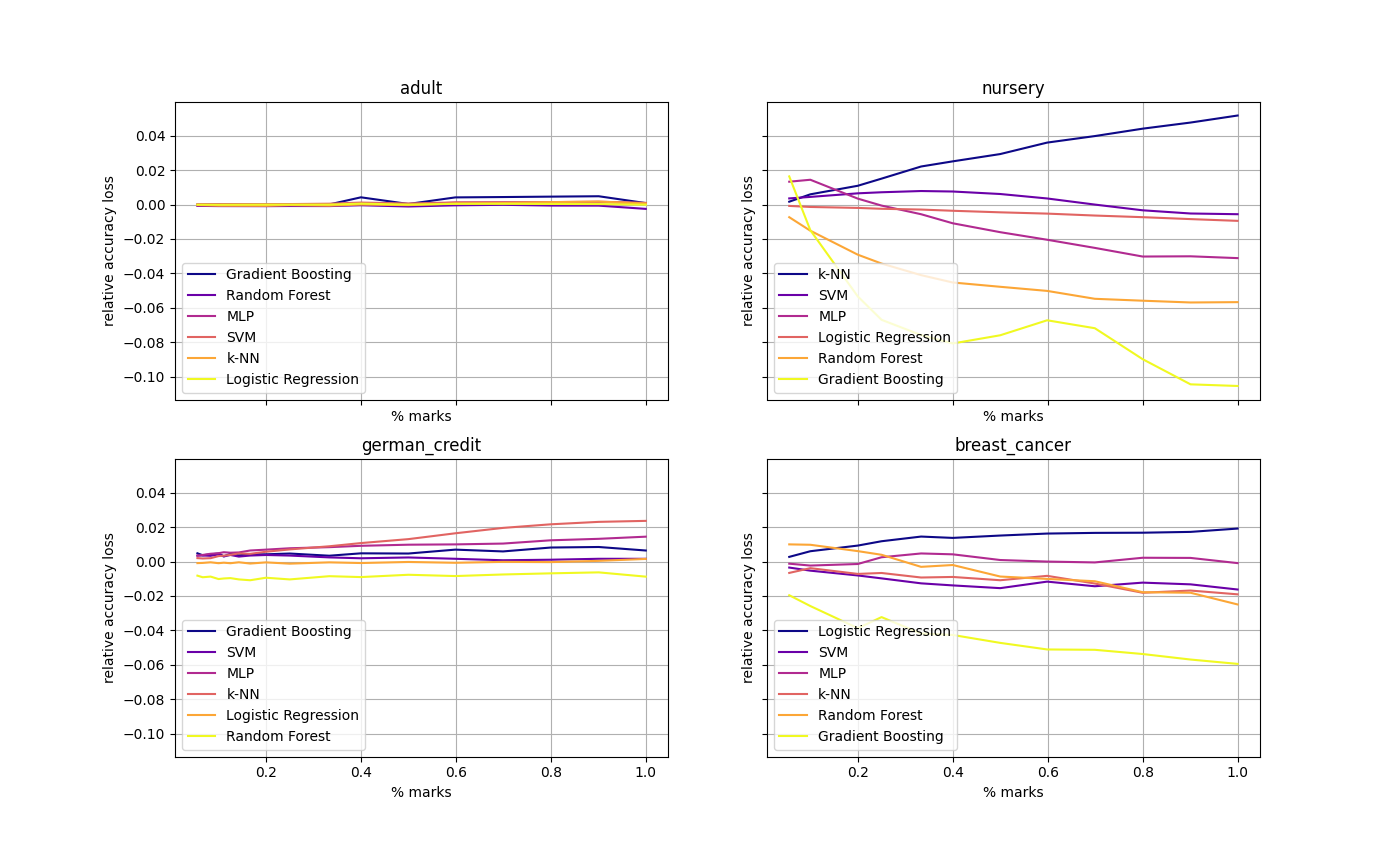 adult
relative accuracy loss
0.04
0.02
0.00
−0.02
−0.04
−0.06
−0.08
−0.10
Gradient Boosting
Random Forest
MLP
SVM
k-NN
Logistic Regression
% marks
nursery
relative accuracy loss
k-NN
SVM
MLP
Logistic Regression
Random Forest
Gradient Boosting
% marks
german_credit
relative accuracy loss
0.04
0.02
0.00
−0.02
−0.04
−0.06
−0.08
−0.10
Gradient Boosting
SVM
MLP
k-NN
Logistic Regression
Random Forest
0.2 0.4 0.6 0.8 1.0
% marks
breast_cancer
relative accuracy loss
Logistic Regression
SVM
MLP
k-NN
Random Forest
Gradient Boosting
0.2 0.4 0.6 0.8 1.0
% marks